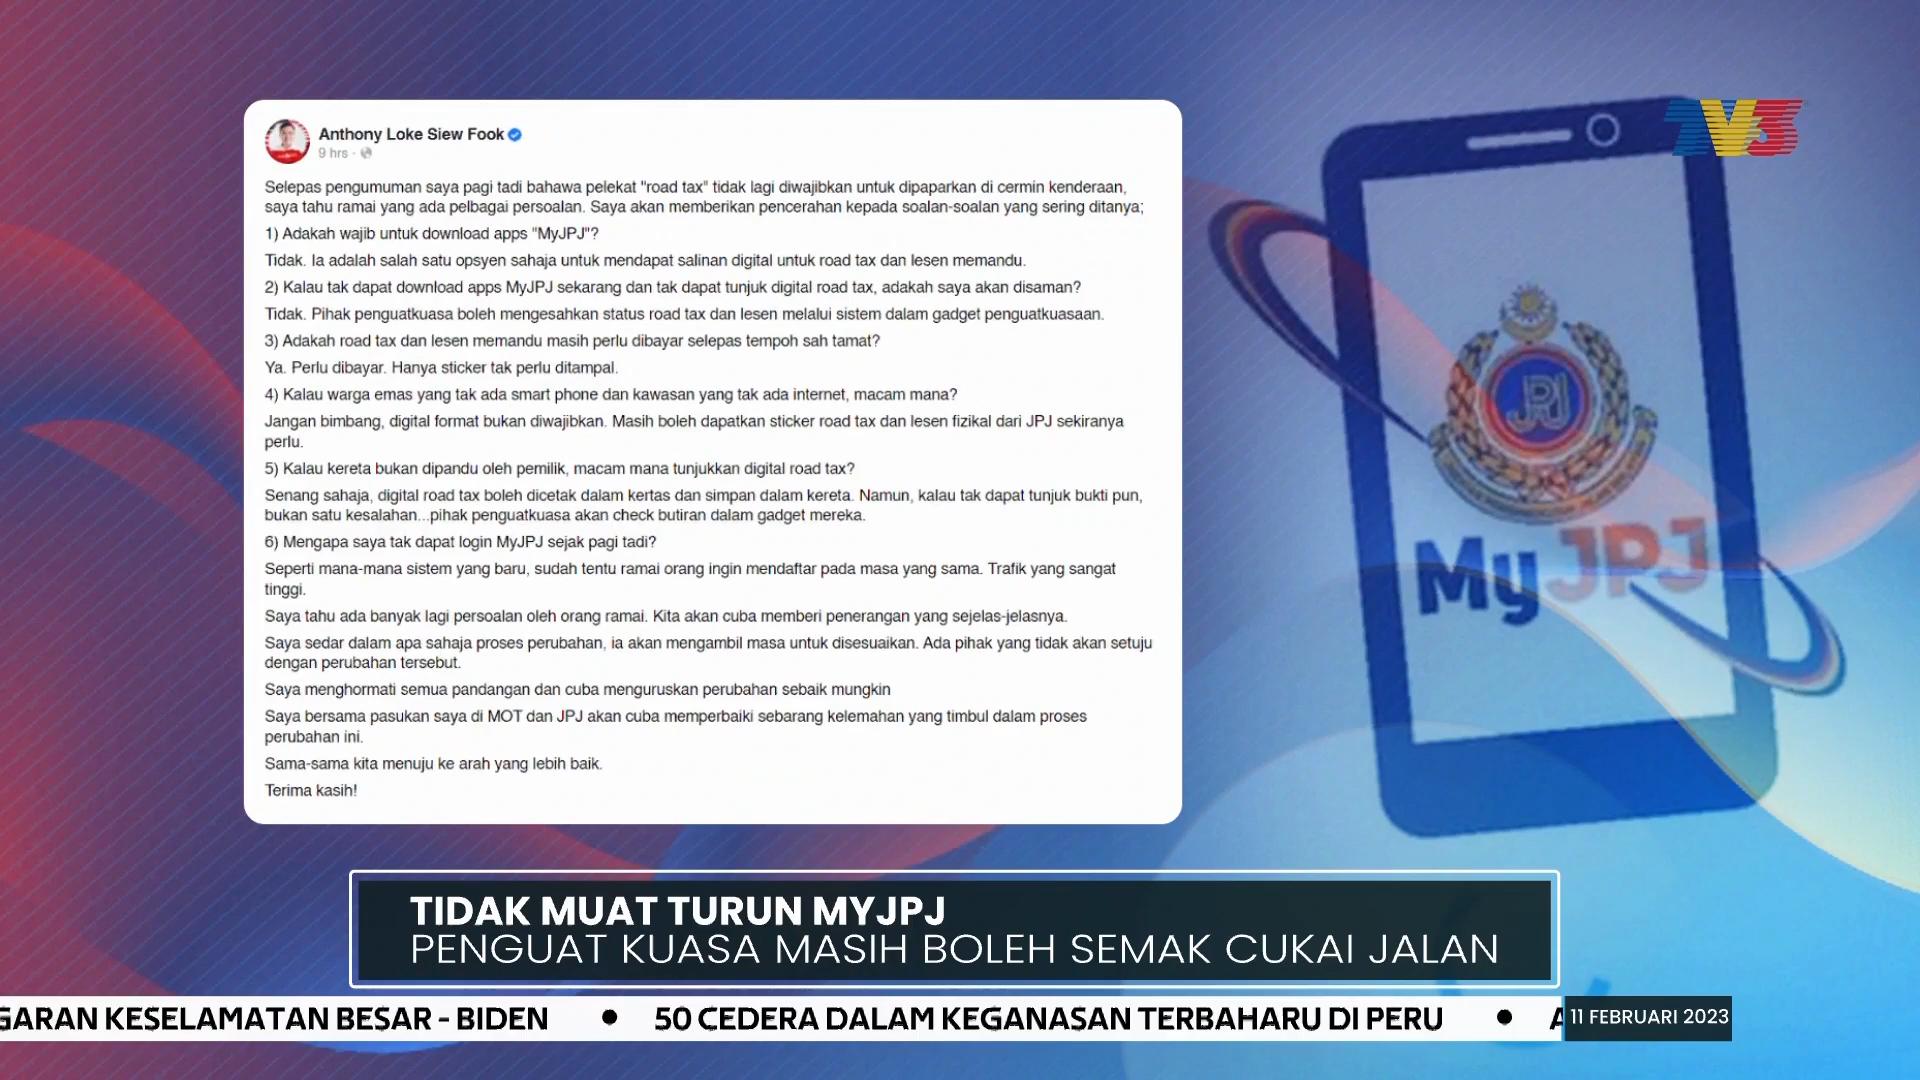 TV3
Anthony Loke Siew Fook
9 hrs ·
Selepas pengumuman saya pagi tadi bahawa pelekat "road tax" tidak lagi diwajibkan untuk dipaparkan di cermin kenderaan,
saya tahu ramai yang ada pelbagai persoalan. Saya akan memberikan pencerahan kepada soalan-soalan yang sering ditanya;
1) Adakah wajib untuk download apps "MyJPJ"?
Tidak. Ia adalah salah satu opsyen sahaja untuk mendapat salinan digital untuk road tax dan lesen memandu.
2) Kalau tak dapat download apps MyJPJ sekarang dan tak dapat tunjuk digital road tax, adakah saya akan disaman?
Tidak. Pihak penguatkuasa boleh mengesahkan status road tax dan lesen melalui sistem dalam gadget penguatkuasaan.
3) Adakah road tax dan lesen memandu masih perlu dibayar selepas tempoh sah tamat?
Ya. Perlu dibayar. Hanya sticker tak perlu ditampal.
4) Kalau warga emas yang tak ada smart phone dan kawasan yang tak ada internet, macam mana?
Jangan bimbang, digital format bukan diwajibkan. Masih boleh dapatkan sticker road tax dan lesen fizikal dari JPJ sekiranya
perlu.
5) Kalau kereta bukan dipandu oleh pemilik, macam mana tunjukkan digital road tax?
Senang sahaja, digital road tax boleh dicetak dalam kertas dan simpan dalam kereta. Namun, kalau tak dapat tunjuk bukti pun,
bukan satu kesalahan...pihak penguatkuasa akan check butiran dalam gadget mereka.
6) Mengapa saya tak dapat login MyJPJ sejak pagi tadi?
Seperti mana-mana sistem yang baru, sudah tentu ramai orang ingin mendaftar pada masa yang sama. Trafik yang sangat
tinggi.
Saya tahu ada banyak lagi persoalan oleh orang ramai. Kita akan cuba memberi penerangan yang sejelas-jelasnya.
Saya sedar dalam apa sahaja proses perubahan, ia akan mengambil masa untuk disesuaikan. Ada pihak yang tidak akan setuju
dengan perubahan tersebut.
Saya menghormati semua pandangan dan cuba menguruskan perubahan sebaik mungkin
Saya bersama pasukan saya di MOT dan JPJ akan cuba memperbaiki sebarang kelemahan yang timbul dalam proses
perubahan ini.
Sama-sama kita menuju ke arah yang lebih baik.
Terima kasih!
JPJ
MyJPJ
TIDAK MUAT TURUN MYJPJ
PENGUAT KUASA MASIH BOLEH SEMAK CUKAI JALAN
GARAN KESELAMATAN BESAR - BIDEN ● 50 CEDERA DALAM KEGANASAN TERBAHARU DI PERU ● A
11 FEBRUARI 2023